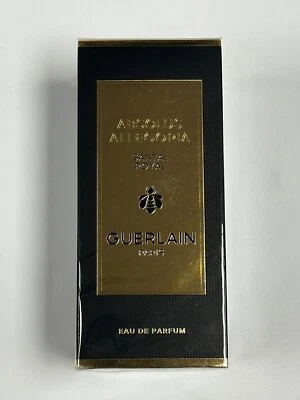 ABSOLUS
ALLEGORIA
SANTAL
ROYAL
GUERLAIN
PARIS
EAU DE PARFUM